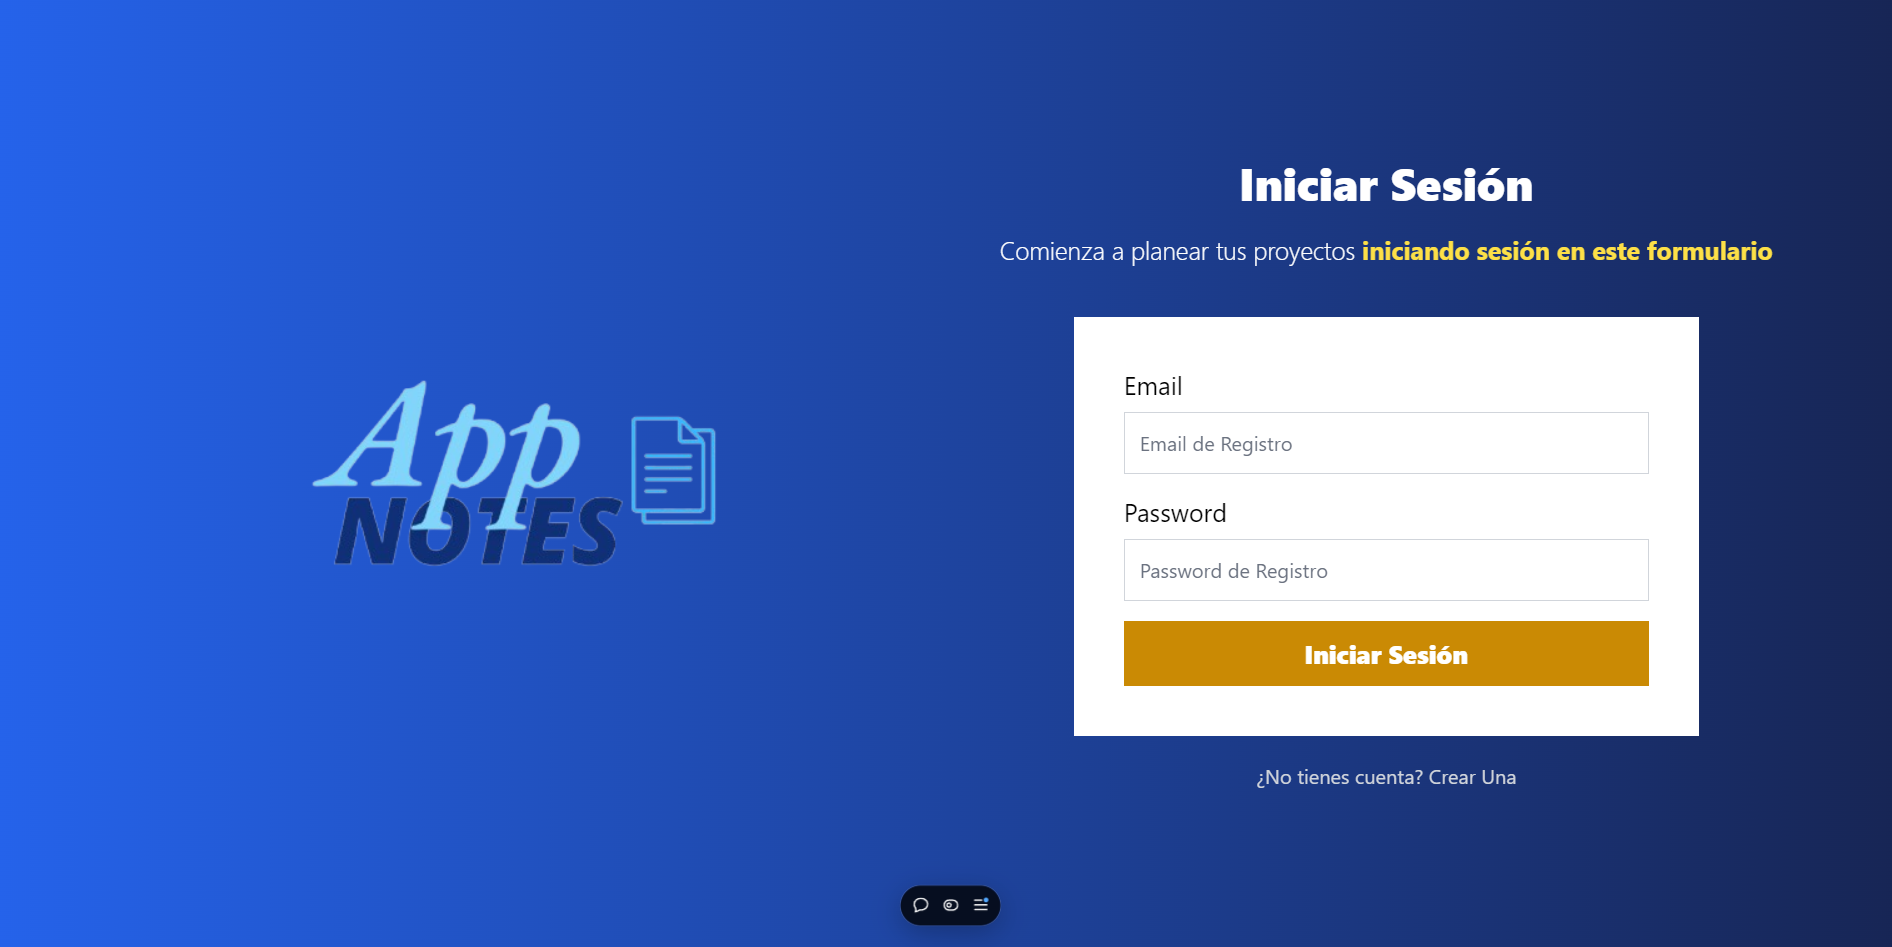 App
NOTES
Iniciar Sesión
Comienza a planear tus proyectos iniciando sesión en este formulario
Email
Email de Registro
Password
Password de Registro
Iniciar Sesión
¿No tienes cuenta? Crear Una